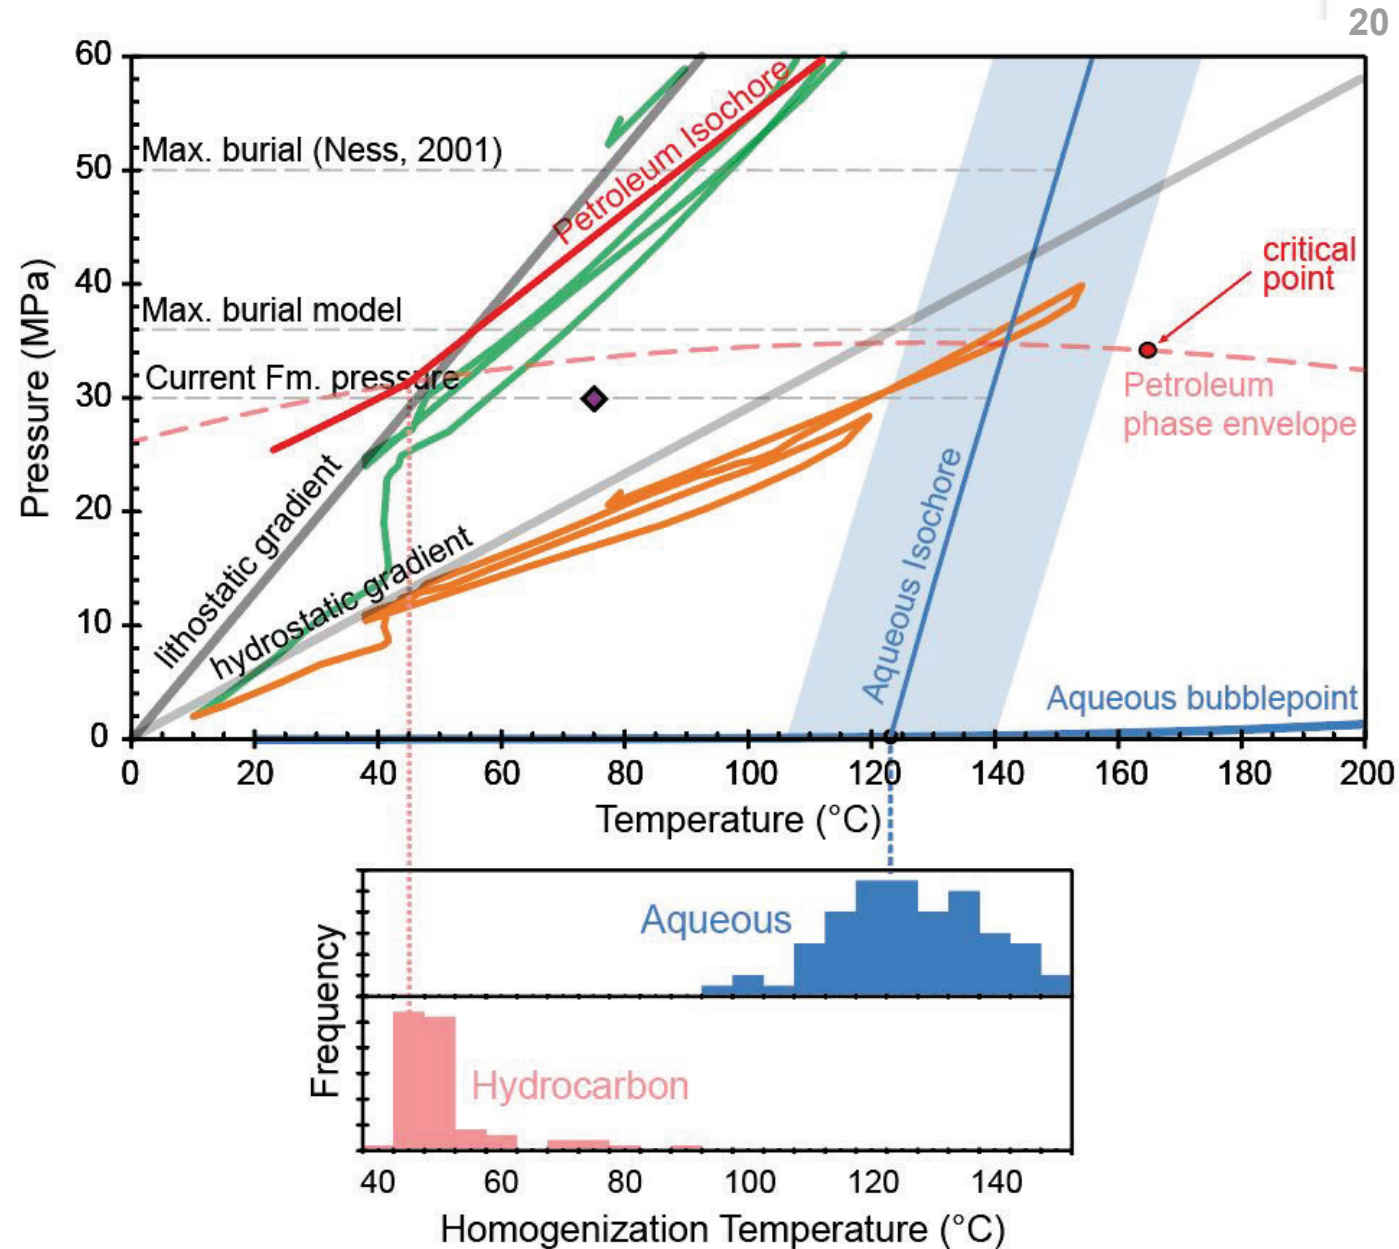 20
60
50
40
30
20
10
0
Pressure (MPa)
Max. burial (Ness, 2001)
Max. burial model
Current Fm. pressure
Petroleum Isochore
lithostatic gradient
hydrostatic gradient
critical
point
Petroleum
phase envelope
Aqueous Isochore
Aqueous bubblepoint
0 20 40 60 80 100 120 140 160 180 200
Temperature (°C)
Frequency
Aqueous
Hydrocarbon
40 60 80 100 120 140
Homogenization Temperature (°C)